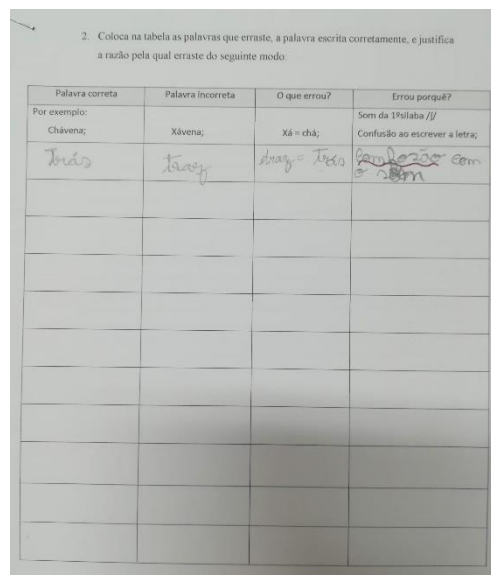 2. Coloca na tabela as palavras que erraste, a palavra escrita corretamente, e justifica
a razão pela qual erraste do seguinte modo:
Palavra correta Palavra incorreta O que errou? Errou porquê?
Por exemplo: Som da 1ªsílaba /ʃ/
Chávena; Xávena; Xá = chá; Confusão ao escrever a letra;
Trás traz traz = Trás Comfozão com
o som